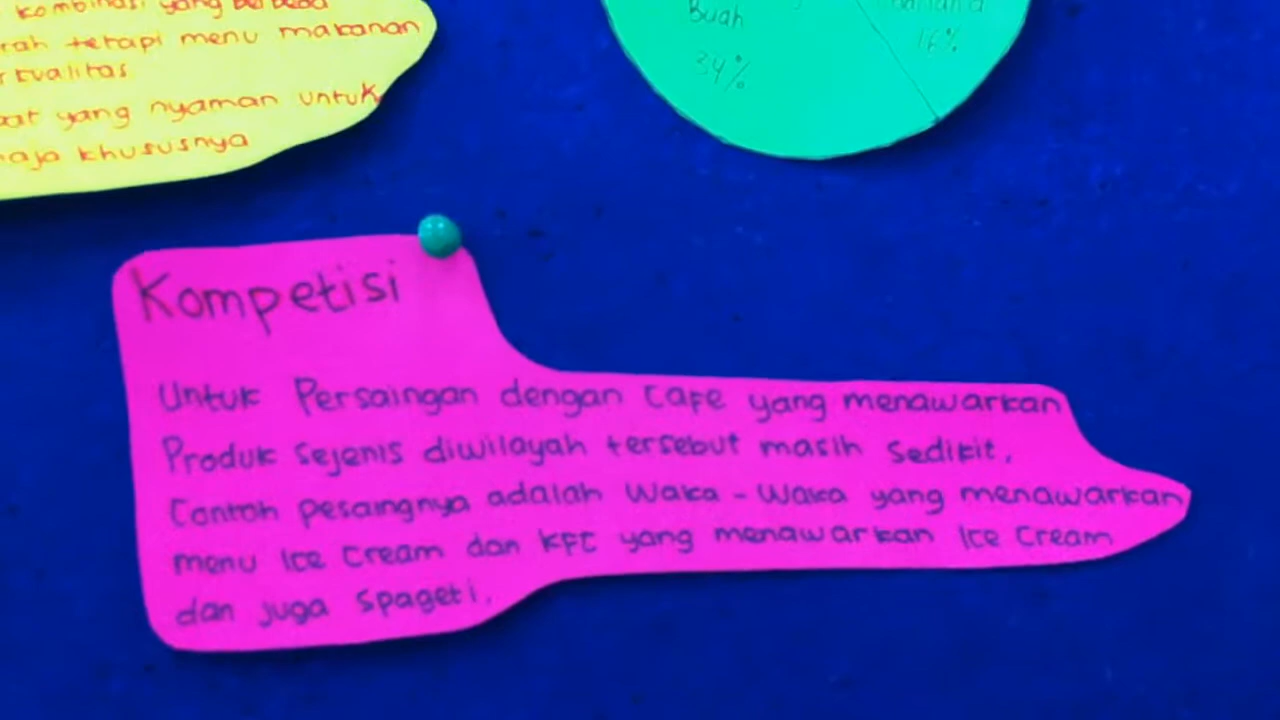 kombinasi yang berbeda
rah tetapi menu makanan
rkualitas
pat yang nyaman untuk
maja khususnya
Buah
34%
16%
Kompetisi
Untuk Persaingan dengan Cafe yang menawarkan
Produk sejenis diwilayah tersebut masih sedikit.
Contoh pesaingnya adalah Waka - Waka yang menawarkan
menu Ice Cream dan KFC yang menawarkan Ice Cream
dan juga Spageti.